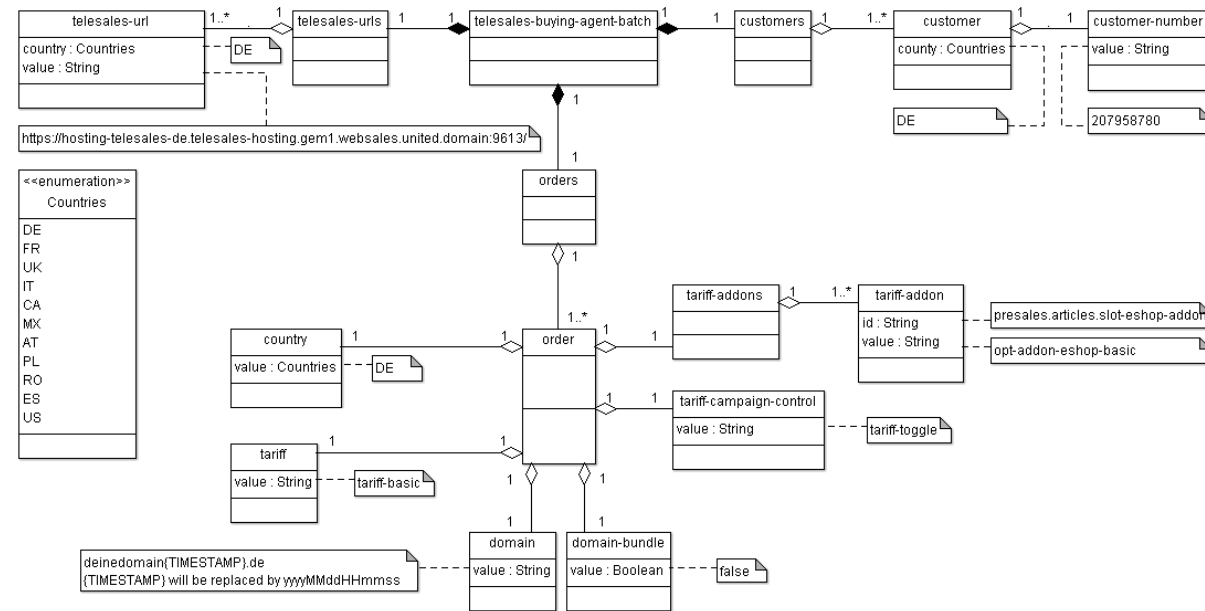 telesales-url
country : Countries
value : String
1..*
.
DE
telesales-urls
1
1
telesales-buying-agent-batch
1
1
customers
1
1..*
customer
county : Countries
1
.
1
customer-number
value : String
DE
207958780
https://hosting-telesales-de.telesales-hosting.gem1.websales.united.domain:9613/
1
1
orders
1
1..*
<<enumeration>>
Countries
DE
FR
UK
IT
CA
MX
AT
PL
RO
ES
US
order
country
value : Countries
1
1
DE
tariff
value : String
1
1
tariff-basic
1
1
tariff-addons
1
1..*
tariff-addon
id : String
value : String
presales.articles.slot-eshop-addon
opt-addon-eshop-basic
1
1
tariff-campaign-control
value : String
tariff-toggle
1
1
domain
value : String
deinedomain{TIMESTAMP}.de
{TIMESTAMP} will be replaced by yyyyMMddHHmmss
1
1
domain-bundle
value : Boolean
false